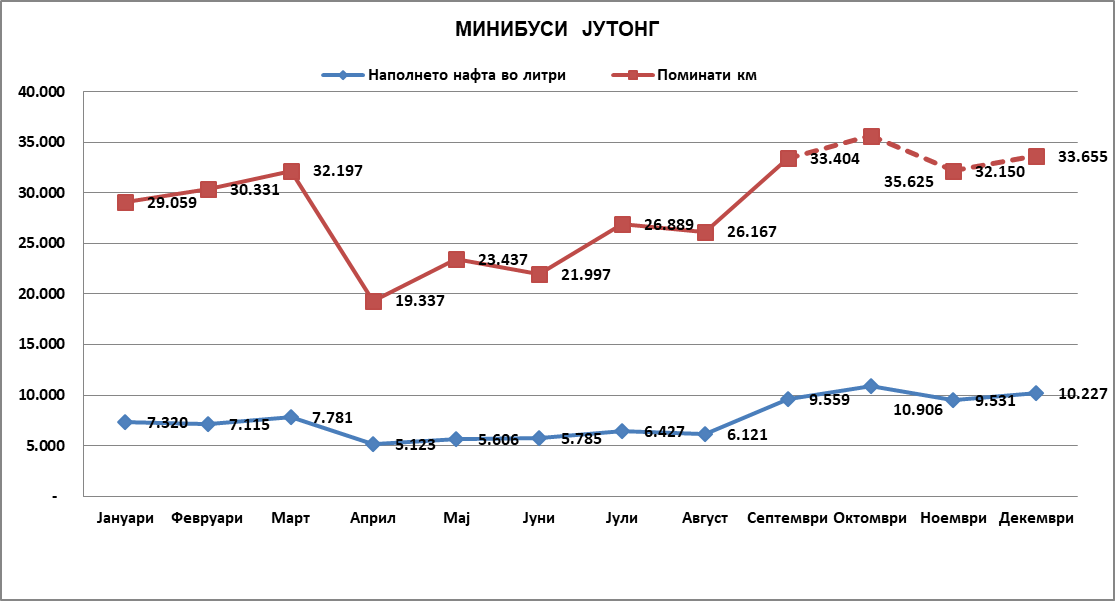 МИНИБУСИ ЈУТОНГ
Наполнето нафта во литри
Поминати км
40.000
35.000
30.000
25.000
20.000
15.000
10.000
5.000
-
29.059
30.331
32.197
19.337
23.437
21.997
26.889
26.167
33.404
35.625
32.150
33.655
7.320
7.115
7.781
5.123
5.606
5.785
6.427
6.121
9.559
10.906
9.531
10.227
Јануари
Февруари
Март
Април
Мај
Јуни
Јули
Август
Септември
Октомври
Ноември
Декември